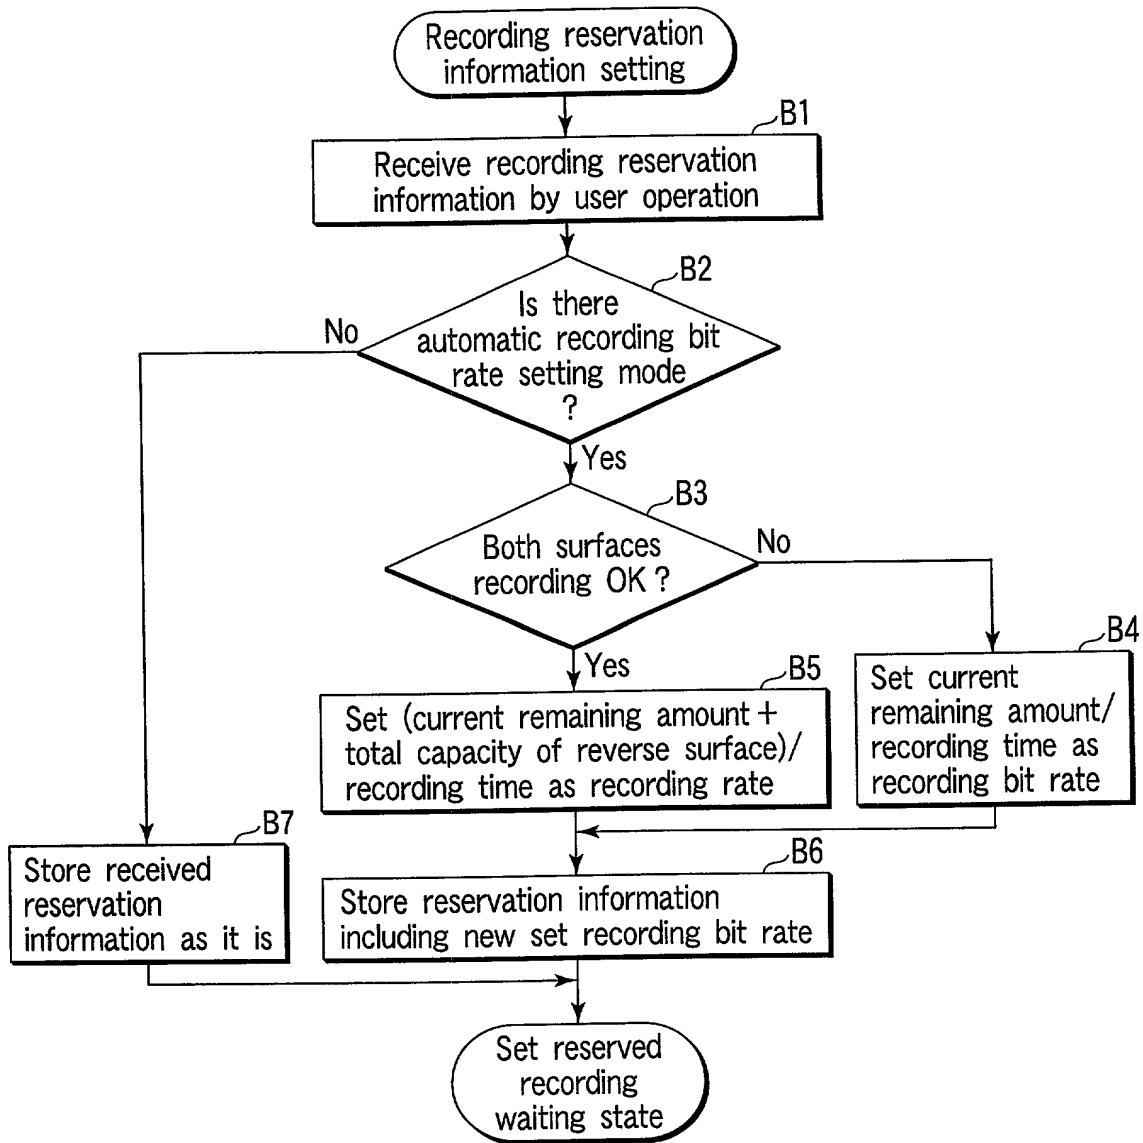 Recording reservation
information setting
B1
Receive recording reservation
information by user operation
B2
Is there
automatic recording bit
rate setting mode
?
No
Yes
B3
Both surfaces
recording OK ?
No
Yes
B4
Set current
remaining amount/
recording time as
recording bit rate
B5
Set (current remaining amount +
total capacity of reverse surface)/
recording time as recording rate
B7
Store received
reservation
information as it is
B6
Store reservation information
including new set recording bit rate
Set reserved
recording
waiting state